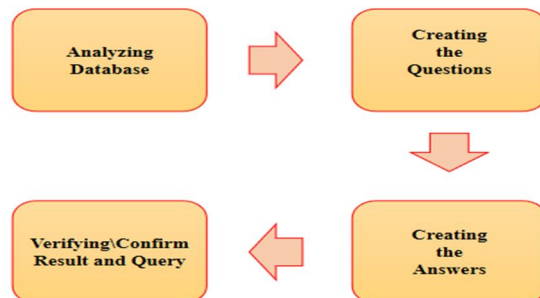 Analyzing
Database
Creating
the
Questions
Creating
the
Answers
Verifying\Confirm
Result and Query